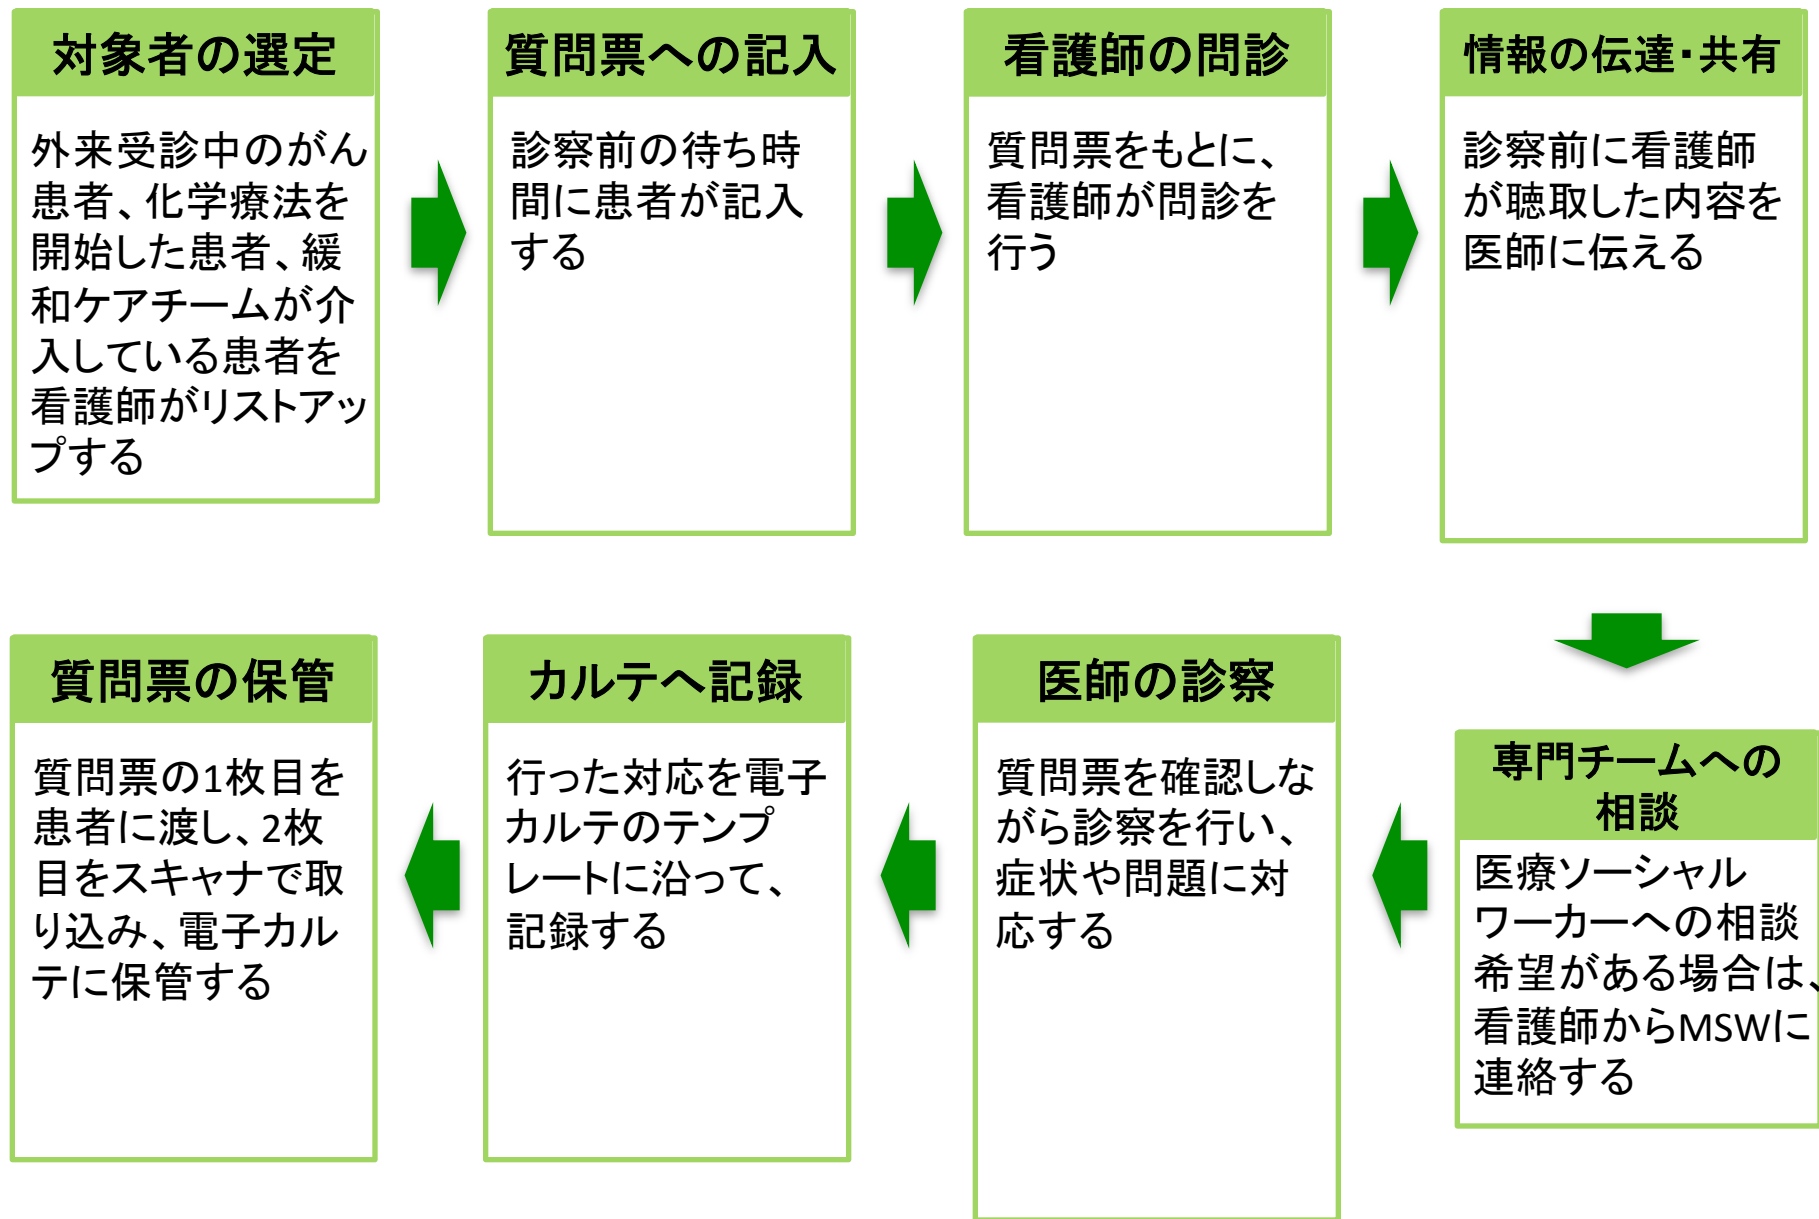 対象者の選定
外来受診中のがん
患者、化学療法を
開始した患者、緩
和ケアチームが介
入している患者を
看護師がリストアッ
プする
質問票への記入
診察前の待ち時
間に患者が記入
する
看護師の問診
質問票をもとに、
看護師が問診を
行う
情報の伝達・共有
診察前に看護師
が聴取した内容を
医師に伝える
専門チームへの
相談
医療ソーシャル
ワーカーへの相談
希望がある場合は、
看護師からMSWに
連絡する
医師の診察
質問票を確認しな
がら診察を行い、
症状や問題に対
応する
カルテへ記録
行った対応を電子
カルテのテンプ
レートに沿って、
記録する
質問票の保管
質問票の1枚目を
患者に渡し、2枚
目をスキャナで取
り込み、電子カル
テに保管する